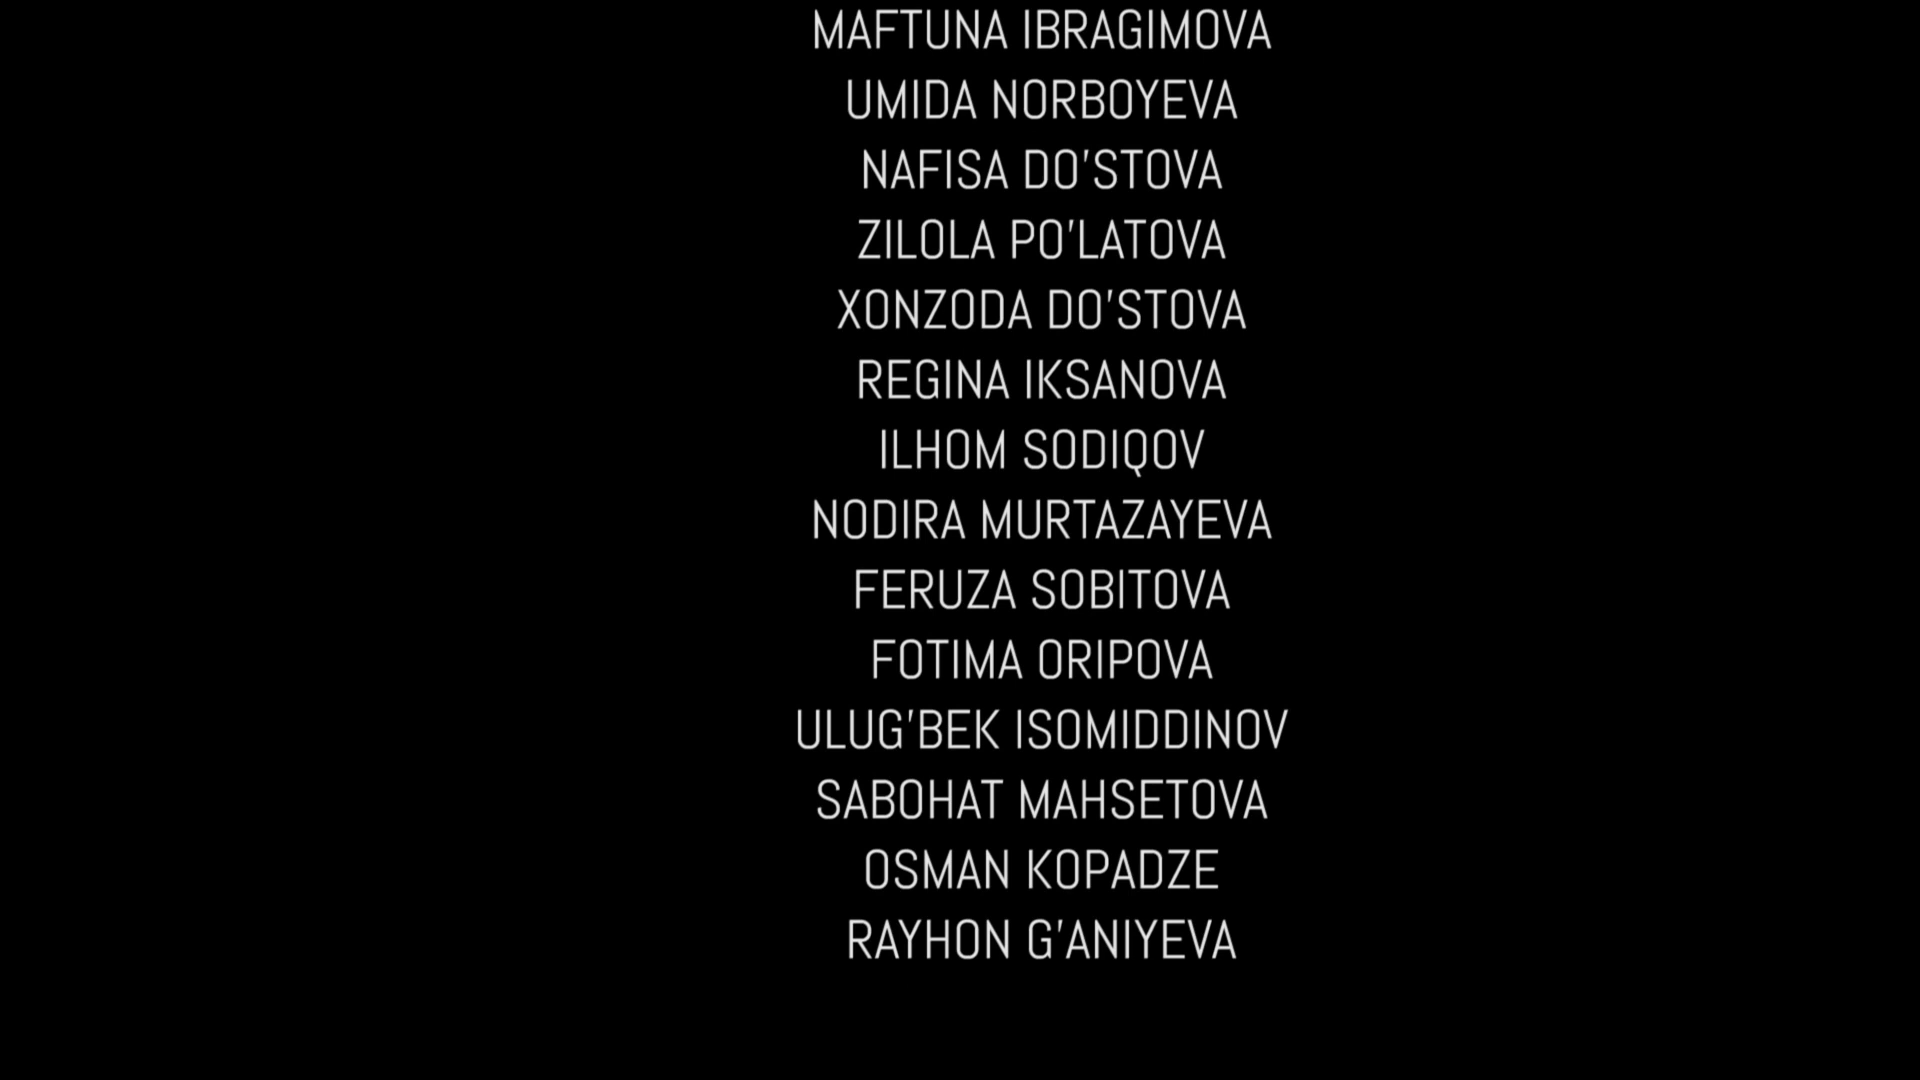 MAFTUNA IBRAGIMOVA
UMIDA NORBOYEVA
NAFISA DO'STOVA
ZILOLA PO'LATOVA
XONZODA DO'STOVA
REGINA IKSANOVA
ILHOM SODIQOV
NODIRA MURTAZAYEVA
FERUZA SOBITOVA
FOTIMA ORIPOVA
ULUG'BEK ISOMIDDINOV
SABOHAT MAHSETOVA
OSMAN KOPADZE
RAYHON G'ANIYEVA